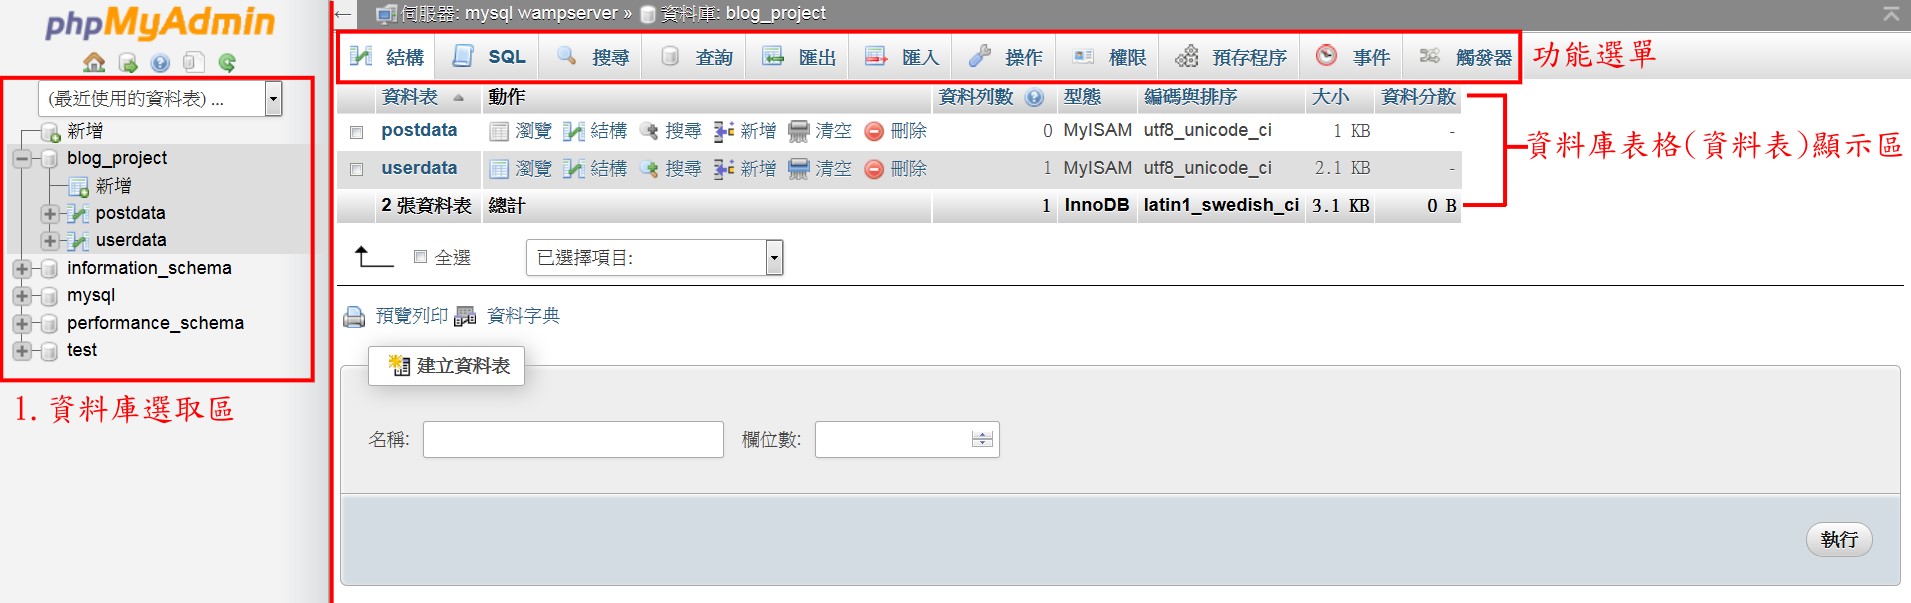 phpMyAdmin
(最近使用的資料表) ...
新增
blog_project
新增
postdata
userdata
information_schema
mysql
performance_schema
test
1. 資料庫選取區
← 伺服器: mysql wampserver » 資料庫: blog_project
結構 SQL 搜尋 查詢 匯出 匯入 操作 權限 預存程序 事件 觸發器
功能選單
資料表 動作 資料列數 型態 編碼與排序 大小 資料分散
postdata 瀏覽 結構 搜尋 新增 清空 刪除 0 MyISAM utf8_unicode_ci 1 KB -
userdata 瀏覽 結構 搜尋 新增 清空 刪除 1 MyISAM utf8_unicode_ci 2.1 KB -
2 張資料表 總計 1 InnoDB latin1_swedish_ci 3.1 KB 0 B
資料庫表格(資料表)顯示區
全選 已選擇項目:
預覽列印 資料字典
建立資料表
名稱: 欄位數:
執行